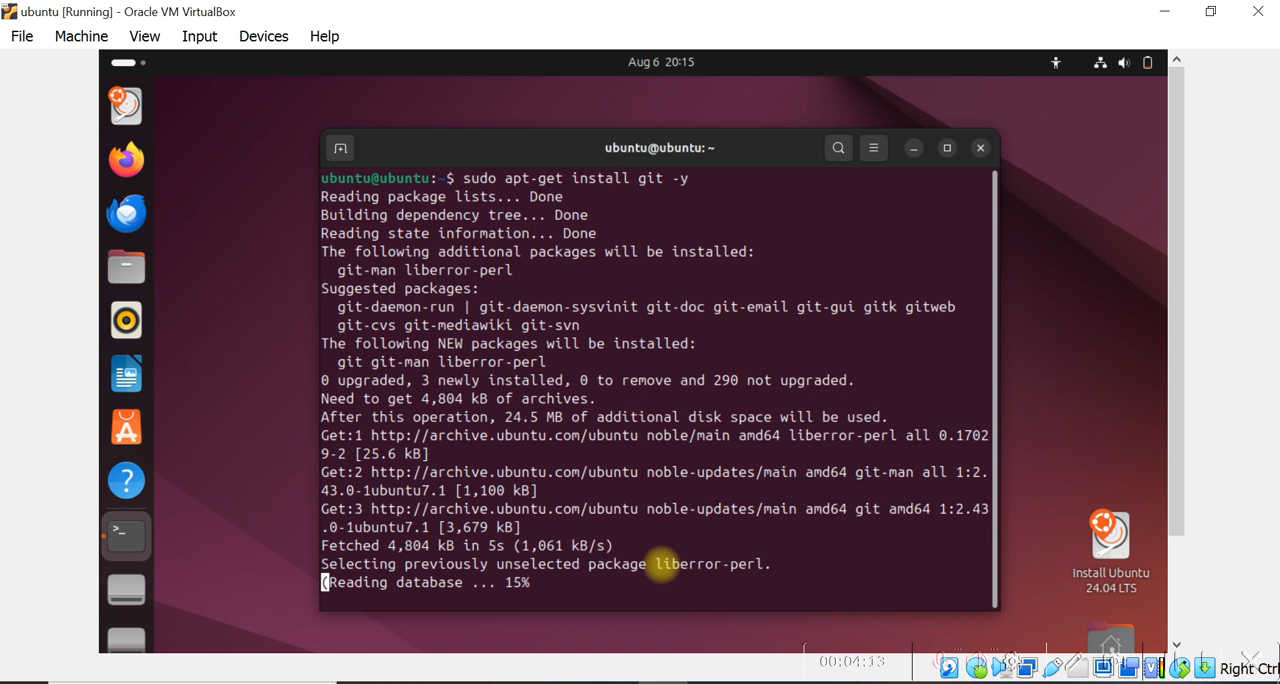 ubuntu [Running] - Oracle VM VirtualBox
File Machine View Input Devices Help
Aug 6 20:15
ubuntu@ubuntu: ~
ubuntu@ubuntu:~$ sudo apt-get install git -y
Reading package lists... Done
Building dependency tree... Done
Reading state information... Done
The following additional packages will be installed:
git-man liberror-perl
Suggested packages:
git-daemon-run | git-daemon-sysvinit git-doc git-email git-gui gitk gitweb
git-cvs git-mediawiki git-svn
The following NEW packages will be installed:
git git-man liberror-perl
0 upgraded, 3 newly installed, 0 to remove and 290 not upgraded.
Need to get 4,804 kB of archives.
After this operation, 24.5 MB of additional disk space will be used.
Get:1 http://archive.ubuntu.com/ubuntu noble/main amd64 liberror-perl all 0.1702
9-2 [25.6 kB]
Get:2 http://archive.ubuntu.com/ubuntu noble-updates/main amd64 git-man all 1:2.
43.0-1ubuntu7.1 [1,100 kB]
Get:3 http://archive.ubuntu.com/ubuntu noble-updates/main amd64 git amd64 1:2.43
.0-1ubuntu7.1 [3,679 kB]
Fetched 4,804 kB in 5s (1,061 kB/s)
Selecting previously unselected package liberror-perl.
(Reading database ... 15%
Install Ubuntu
24.04 LTS
00:04:13
Right Ctrl